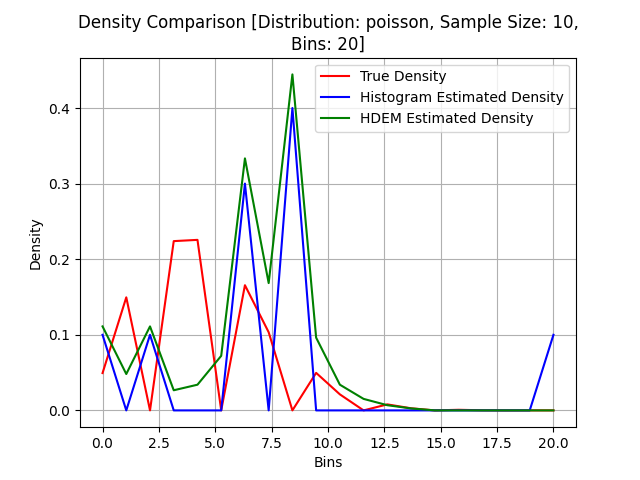 Density Comparison [Distribution: poisson, Sample Size: 10,
Bins: 20]
True Density
Histogram Estimated Density
HDEM Estimated Density
Density
0.4
0.3
0.2
0.1
0.0
0.0 2.5 5.0 7.5 10.0 12.5 15.0 17.5 20.0
Bins